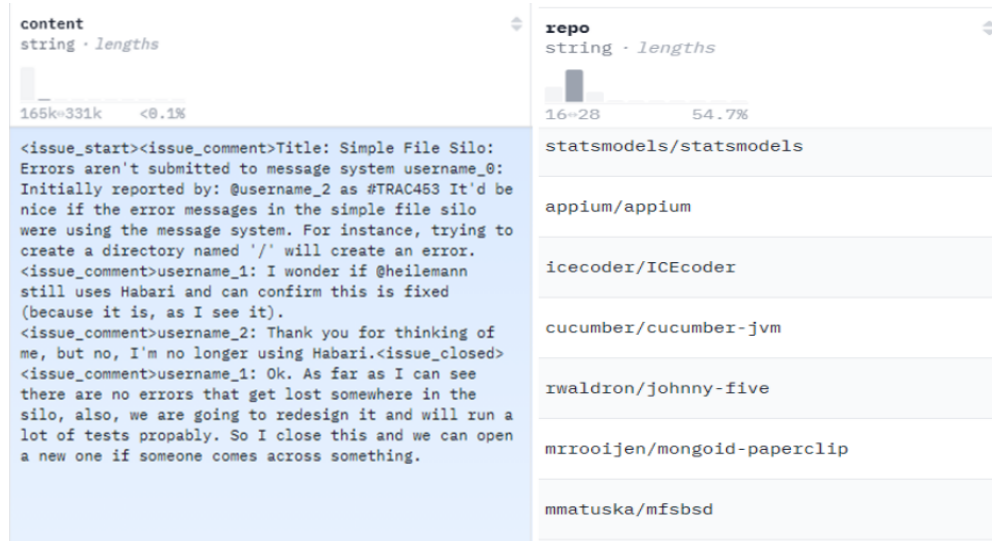 content
string · lengths
165k↔331k <0.1%
<issue_start><issue_comment>Title: Simple File Silo:
Errors aren't submitted to message system username_0:
Initially reported by: @username_2 as #TRAC453 It'd be
nice if the error messages in the simple file silo
were using the message system. For instance, trying to
create a directory named '/' will create an error.
<issue_comment>username_1: I wonder if @heilemann
still uses Habari and can confirm this is fixed
(because it is, as I see it).
<issue_comment>username_2: Thank you for thinking of
me, but no, I'm no longer using Habari.<issue_closed>
<issue_comment>username_1: Ok. As far as I can see
there are no errors that get lost somewhere in the
silo, also, we are going to redesign it and will run a
lot of tests propably. So I close this and we can open
a new one if someone comes across something.
repo
string · lengths
16↔28 54.7%
statsmodels/statsmodels
appium/appium
icecoder/ICEcoder
cucumber/cucumber-jvm
rwaldron/johnny-five
mrrooijen/mongoid-paperclip
mmatuska/mfsbsd